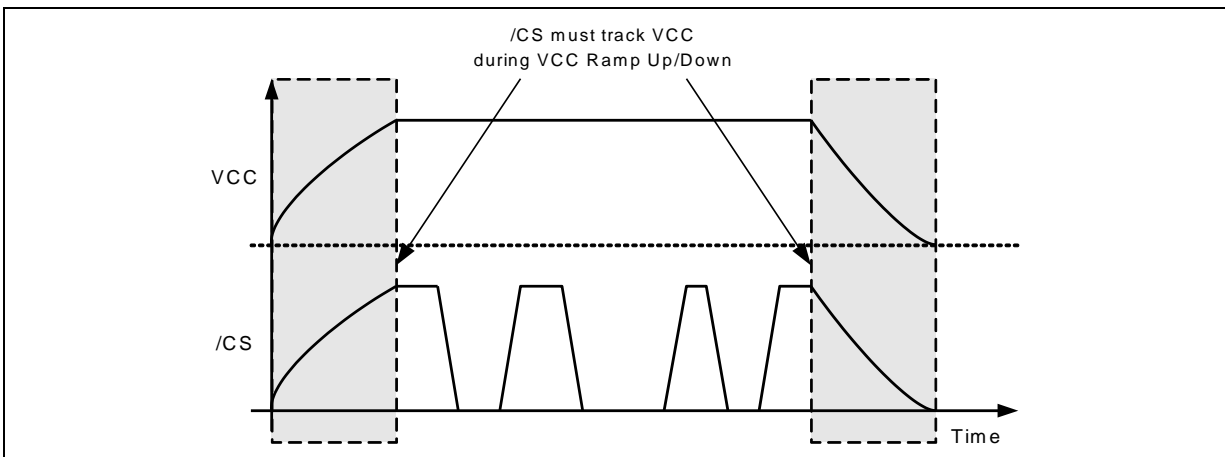 /CS must track VCC
during VCC Ramp Up/Down
VCC
/CS
Time